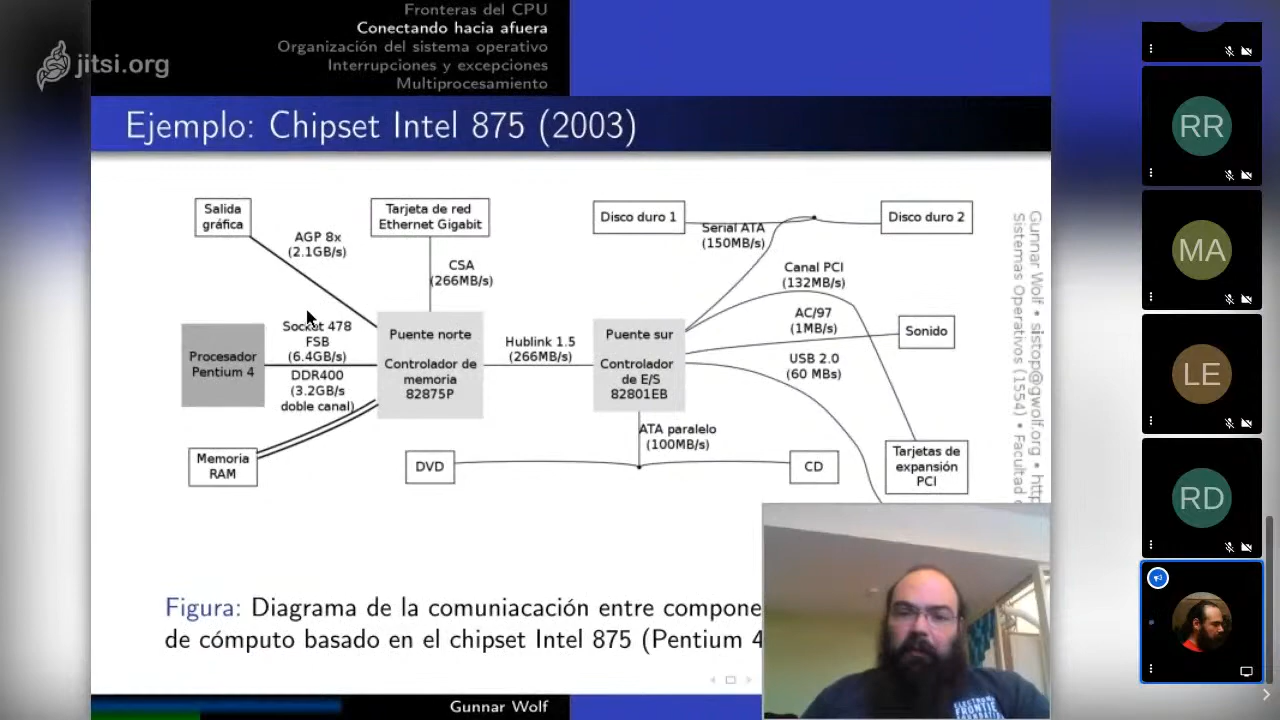 Fronteras del CPU
Conectando hacia afuera
Organización del sistema operativo
Interrupciones y excepciones
Multiprocesamiento
jitsi.org
Ejemplo: Chipset Intel 875 (2003)
Salida
gráfica
AGP 8x
(2.1GB/s)
Tarjeta de red
Ethernet Gigabit
CSA
(266MB/s)
Disco duro 1
Serial ATA
(150MB/s)
Disco duro 2
Canal PCI
(132MB/s)
AC/97
(1MB/s)
Sonido
USB 2.0
(60 MBs)
Procesador
Pentium 4
Socket 478
FSB
(6.4GB/s)
DDR400
(3.2GB/s
doble canal)
Puente norte
Controlador de
memoria
82875P
Hublink 1.5
(266MB/s)
Puente sur
Controlador
de E/S
82801EB
ATA paralelo
(100MB/s)
Memoria
RAM
DVD
CD
Tarjetas de
expansión
PCI
Gunnar Wolf • sistop@gwolf.org • http
Sistemas Operativos (1554) • Facultad
Figura: Diagrama de la comuniacación entre compone
de cómputo basado en el chipset Intel 875 (Pentium 4
Gunnar Wolf
ELECTRONIC
FRONTIER
RR
MA
LE
RD